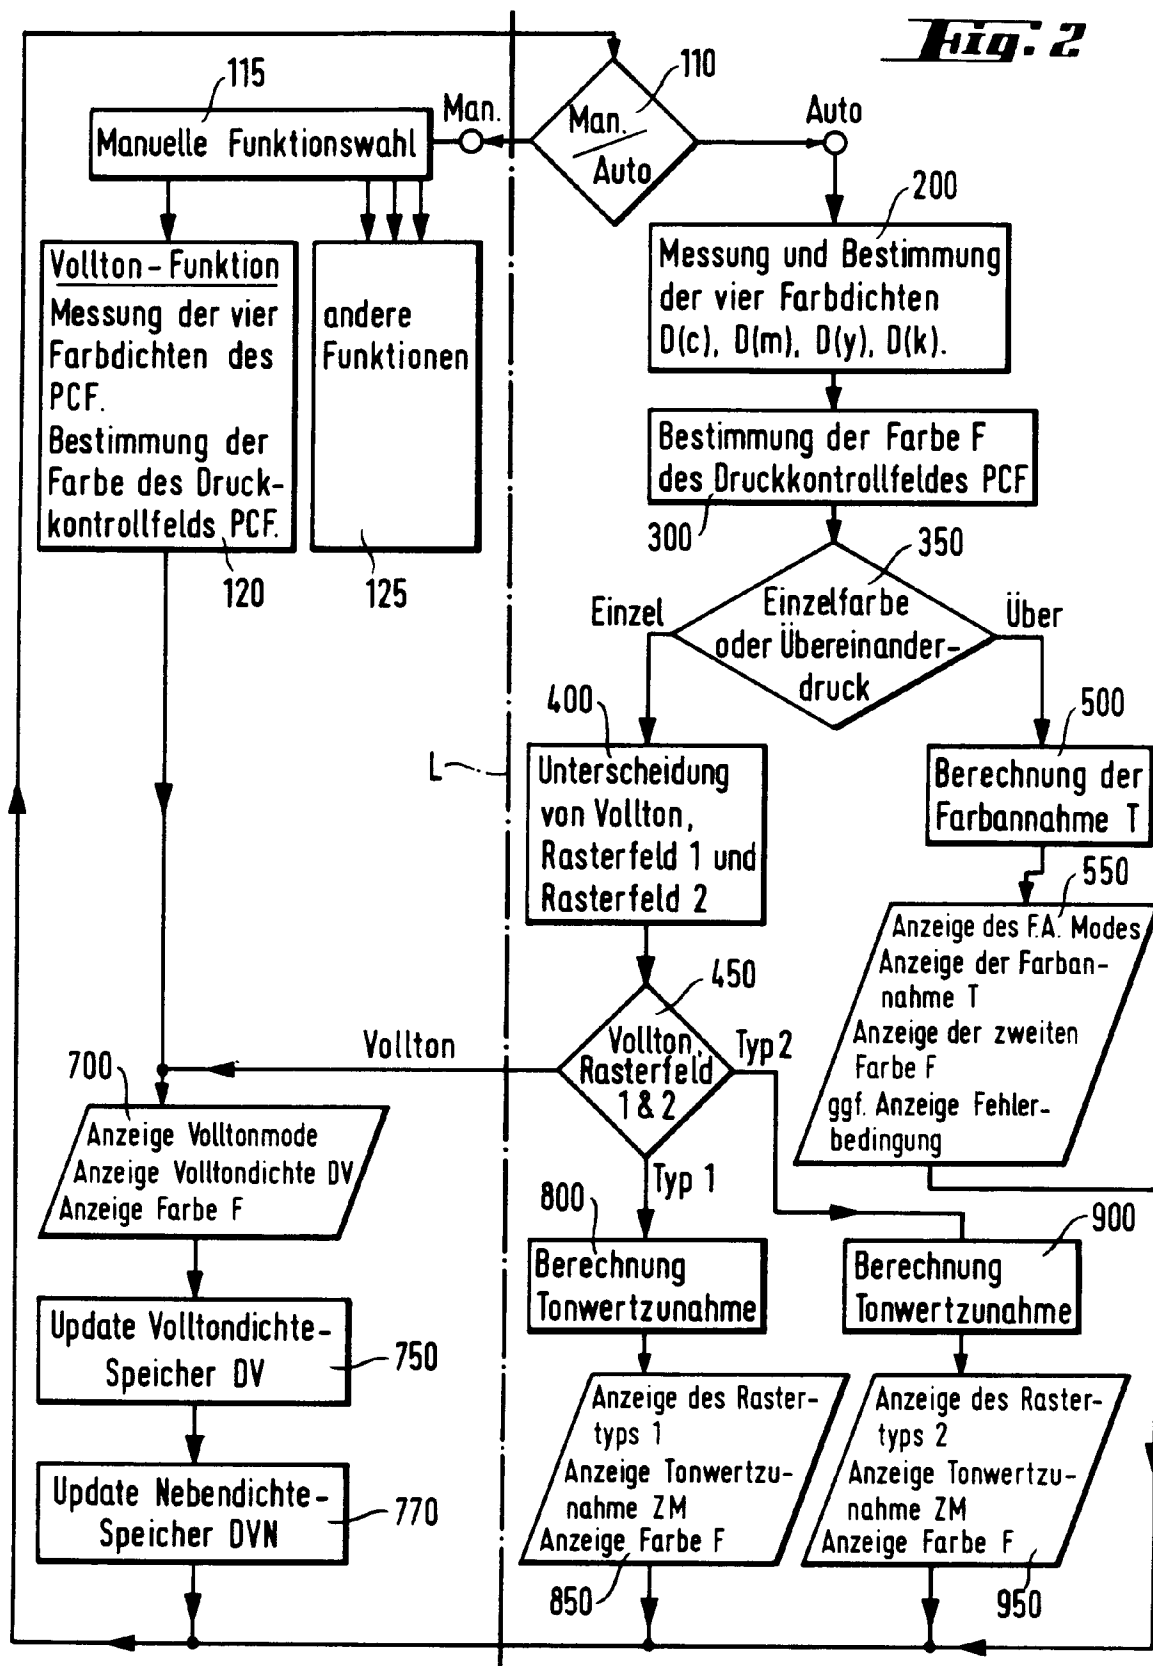 Fig. 2
110
Man.
Auto
Man.
Auto
115
Manuelle Funktionswahl
200
Messung und Bestimmung
der vier Farbdichten
D(c), D(m), D(y), D(k).
Vollton-Funktion
Messung der vier
Farbdichten des
PCF.
Bestimmung der
Farbe des Druck-
kontrollfelds PCF.
120
andere
Funktionen
125
Bestimmung der Farbe F
des Druckkontrollfeldes PCF
300
350
Einzelfarbe
oder Übereinander-
druck
Einzel
Über
400
Unterscheidung
von Vollton,
Rasterfeld 1 und
Rasterfeld 2
L
500
Berechnung der
Farbannahme T
550
Anzeige des F.A. Modes
Anzeige der Farban-
nahme T
Anzeige der zweiten
Farbe F
ggf. Anzeige Fehler-
bedingung
450
Vollton,
Rasterfeld
1 & 2
Vollton
Typ 2
Typ 1
700
Anzeige Volltonmode
Anzeige Volltondichte DV
Anzeige Farbe F
800
Berechnung
Tonwertzunahme
900
Berechnung
Tonwertzunahme
Update Volltondichte-
Speicher DV
750
Anzeige des Raster-
typs 1
Anzeige Tonwertzu-
nahme ZM
Anzeige Farbe F
850
Anzeige des Raster-
typs 2
Anzeige Tonwertzu-
nahme ZM
Anzeige Farbe F
950
Update Nebendichte-
Speicher DVN
770